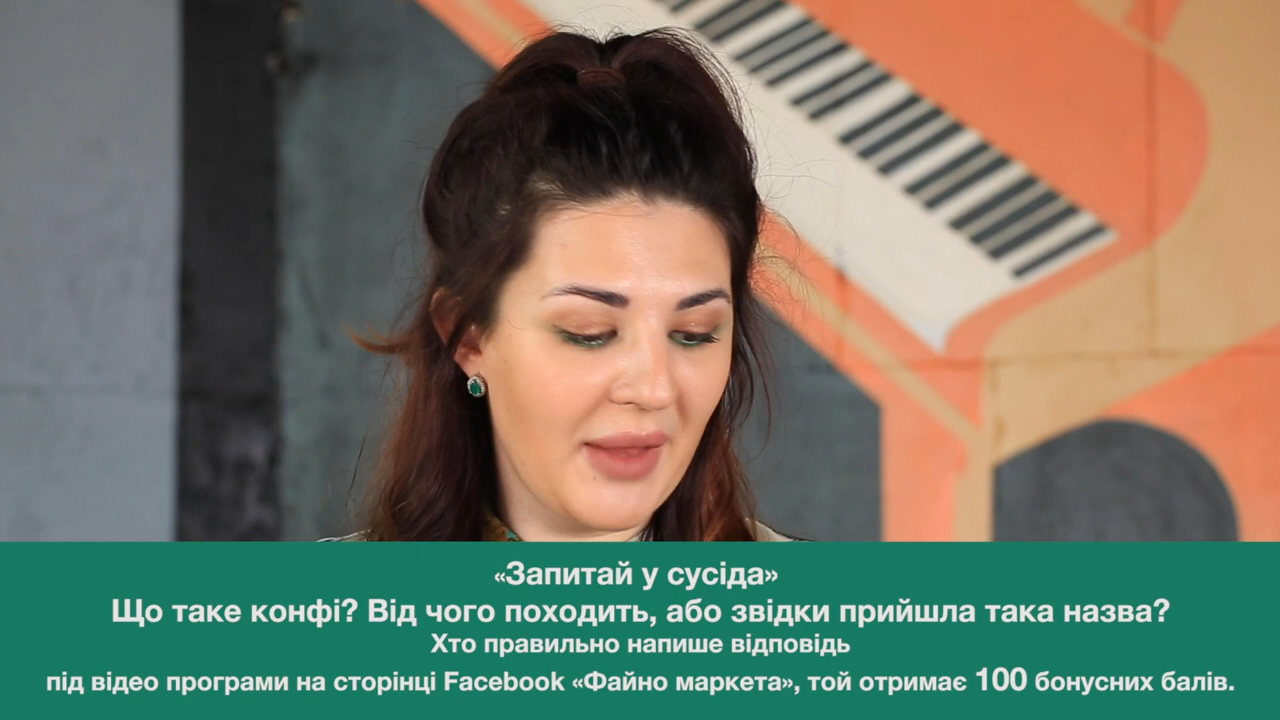 «Запитай у сусіда»
Що таке конфі? Від чого походить, або звідки прийшла така назва?
Хто правильно напише відповідь
під відео програми на сторінці Facebook «Файно маркета», той отримає 100 бонусних балів.